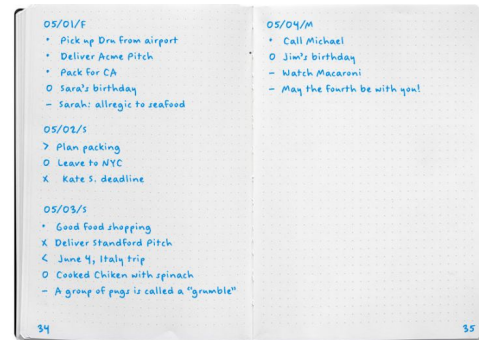 05/01/F
• Pick up Dru from airport
• Deliver Acme Pitch
• Pack for CA
O Sara's birthday
– Sarah: allregic to seafood
05/02/S
> Plan packing
O Leave to NYC
x Kate S. deadline
05/03/S
• Good food shopping
x Deliver Standford Pitch
< June 4, Italy trip
O Cooked Chiken with spinach
– A group of pugs is called a "grumble"
34
05/04/M
• Call Michael
O Jim's birthday
– Watch Macaroni
– May the fourth be with you!
35